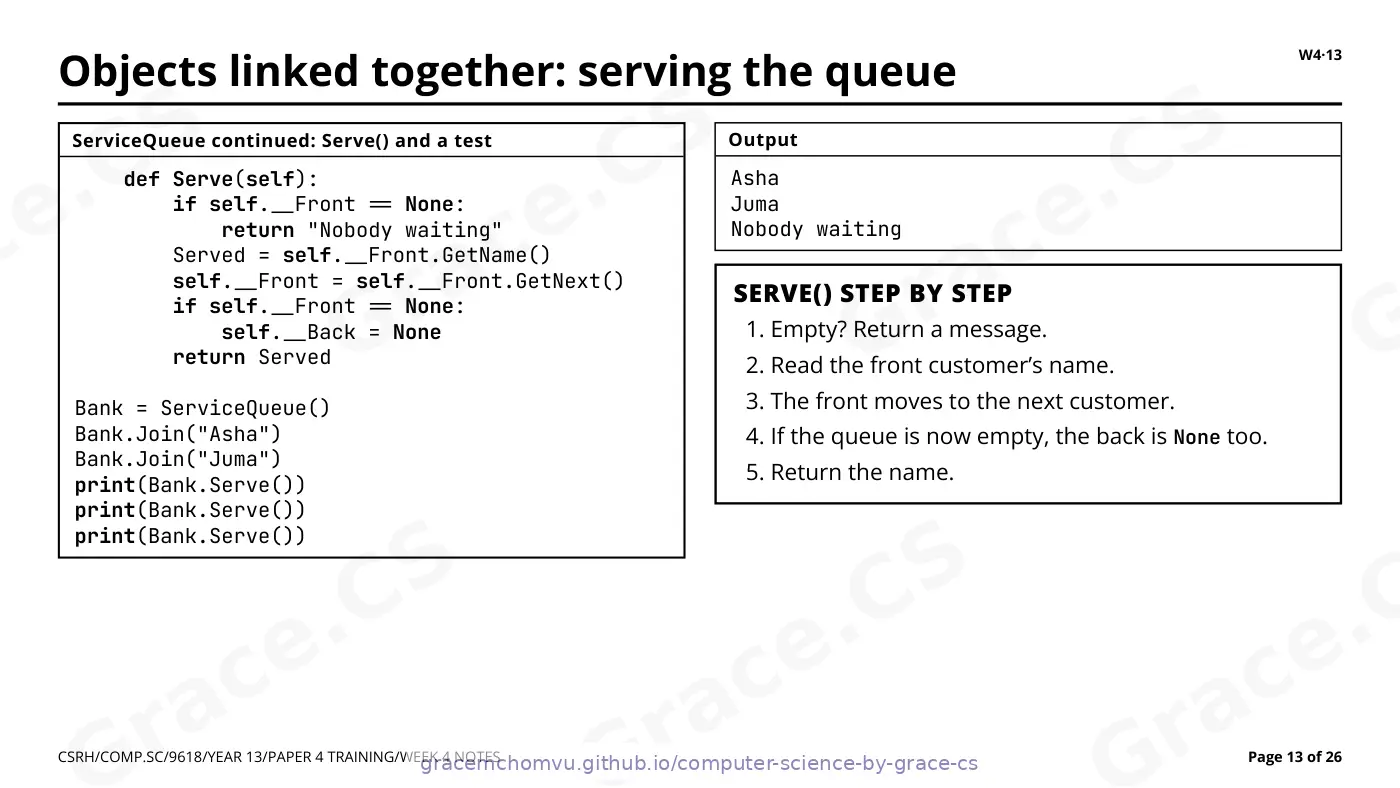 Objects linked together: serving the queue
W4·13
ServiceQueue continued: Serve() and a test
    def Serve(self):
        if self.__Front == None:
            return "Nobody waiting"
        Served = self.__Front.GetName()
        self.__Front = self.__Front.GetNext()
        if self.__Front == None:
            self.__Back = None
        return Served

Bank = ServiceQueue()
Bank.Join("Asha")
Bank.Join("Juma")
print(Bank.Serve())
print(Bank.Serve())
print(Bank.Serve())
Output
Asha
Juma
Nobody waiting
SERVE() STEP BY STEP
1. Empty? Return a message.
2. Read the front customer’s name.
3. The front moves to the next customer.
4. If the queue is now empty, the back is None too.
5. Return the name.
CSRH/COMP.SC/9618/YEAR 13/PAPER 4 TRAINING/WEEK 4 NOTES
gracemchomvu.github.io/computer-science-by-grace-cs
Page 13 of 26
Grace.CS